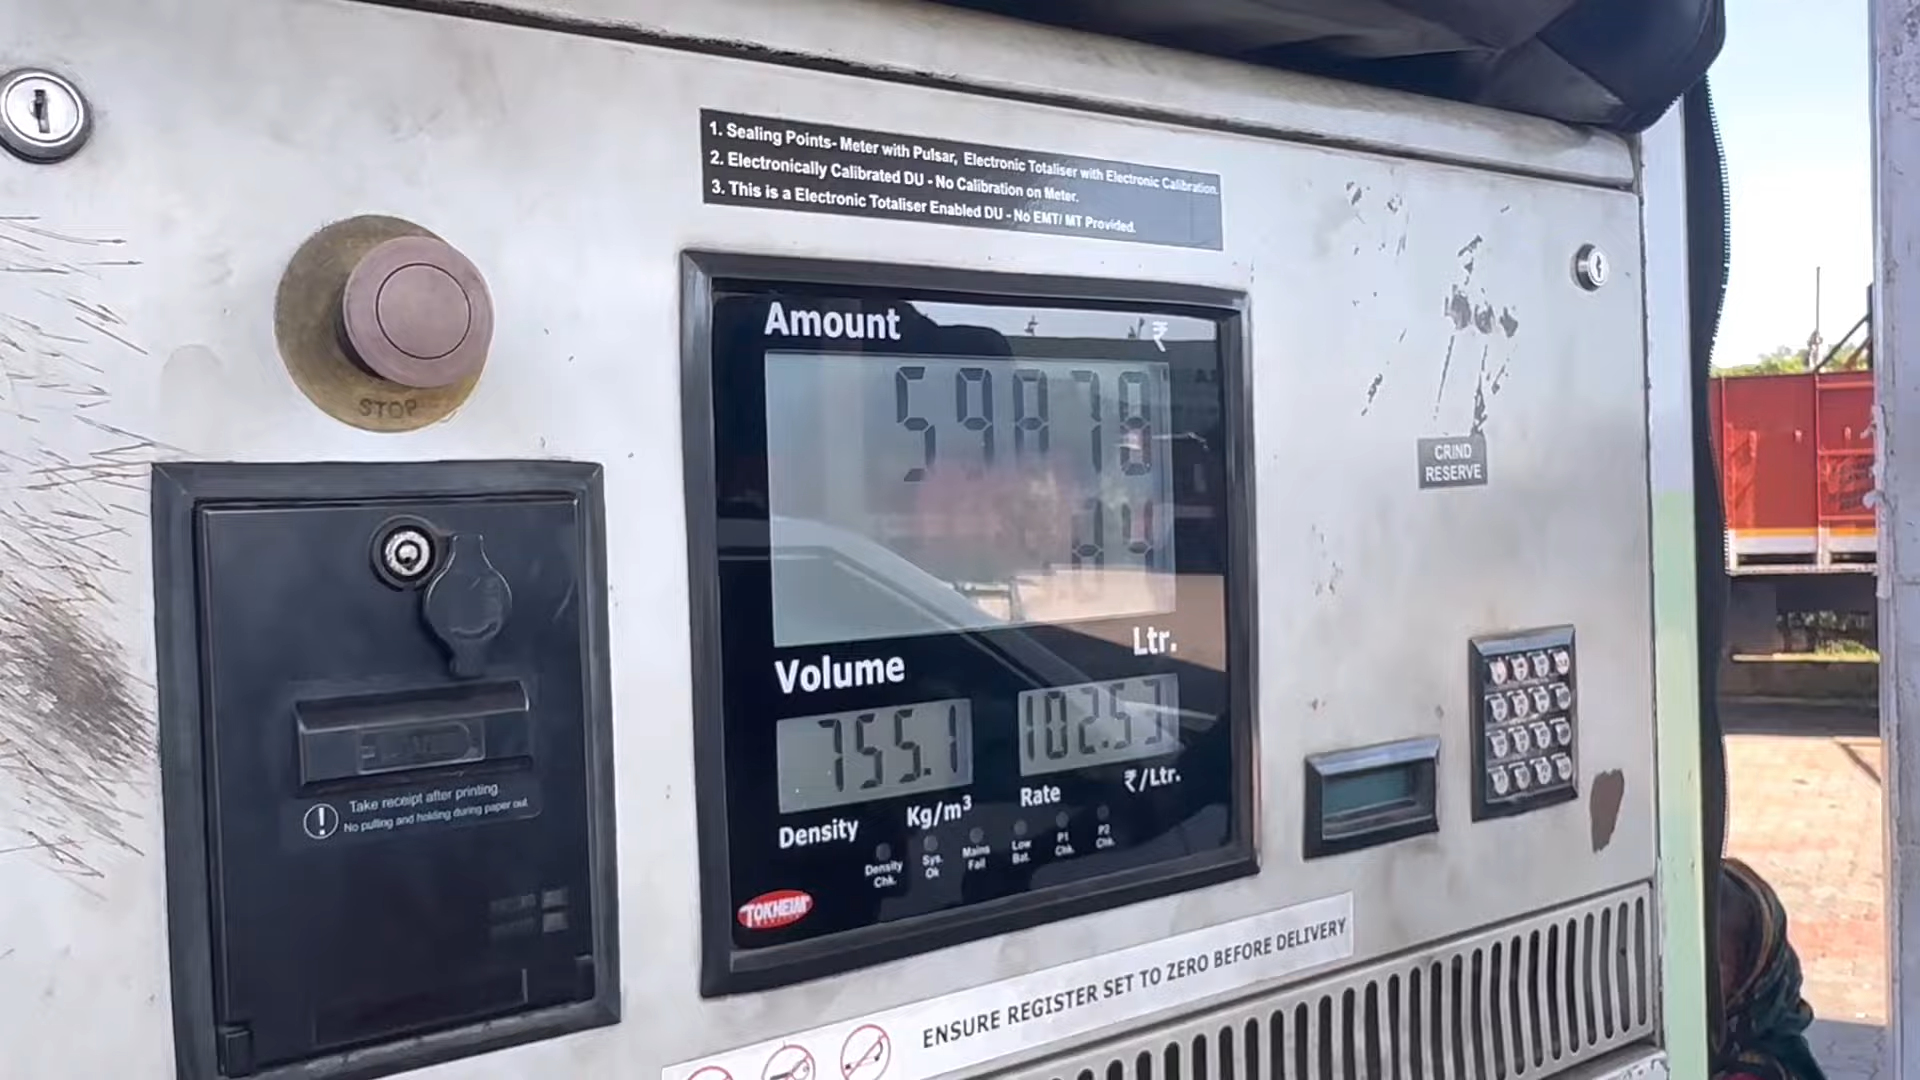 1. Sealing Points- Meter with Pulsar, Electronic Totaliser with Electronic Calibration.
2. Electronically Calibrated DU - No Calibration on Meter.
3. This is a Electronic Totaliser Enabled DU - No EMT/ MT Provided.
STOP
Amount ₹
Ltr.
Volume
755.1 102.53
Kg/m³ Rate ₹/Ltr.
Density
Density Chk.
Sys. Ok
Mains Fail
Low Bat.
P1 Chk.
P2 Chk.
TOKHEIM
CRIND
RESERVE
Take receipt after printing.
No pulling and holding during paper out.
ENSURE REGISTER SET TO ZERO BEFORE DELIVERY